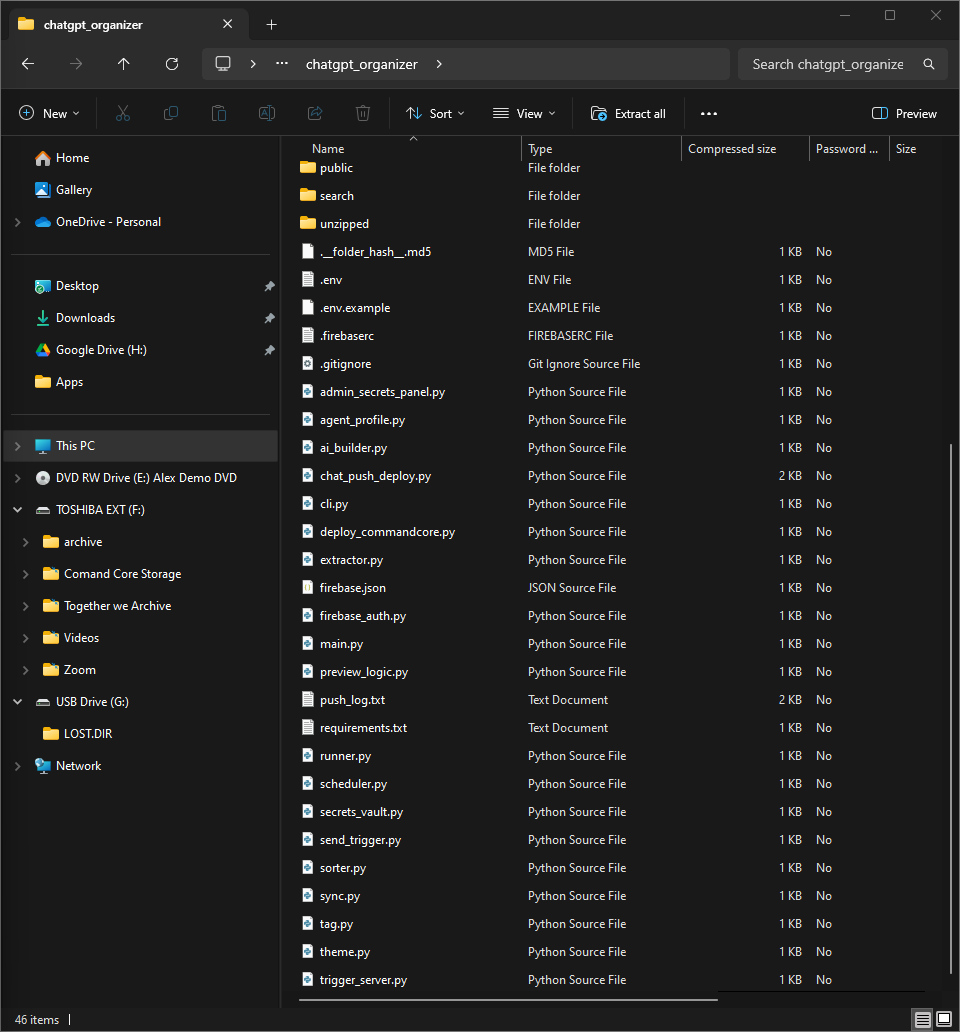 chatgpt_organizer
chatgpt_organizer
Search chatgpt_organize
New
Sort
View
Extract all
Preview
Home
Gallery
OneDrive - Personal
Desktop
Downloads
Google Drive (H:)
Apps
This PC
DVD RW Drive (E:) Alex Demo DVD
TOSHIBA EXT (F:)
archive
Comand Core Storage
Together we Archive
Videos
Zoom
USB Drive (G:)
LOST.DIR
Network
Name Type Compressed size Password ... Size
public File folder
search File folder
unzipped File folder
.__folder_hash__.md5 MD5 File 1 KB No
.env ENV File 1 KB No
.env.example EXAMPLE File 1 KB No
.firebaserc FIREBASERC File 1 KB No
.gitignore Git Ignore Source File 1 KB No
admin_secrets_panel.py Python Source File 1 KB No
agent_profile.py Python Source File 1 KB No
ai_builder.py Python Source File 1 KB No
chat_push_deploy.py Python Source File 2 KB No
cli.py Python Source File 1 KB No
deploy_commandcore.py Python Source File 1 KB No
extractor.py Python Source File 1 KB No
firebase.json JSON Source File 1 KB No
firebase_auth.py Python Source File 1 KB No
main.py Python Source File 1 KB No
preview_logic.py Python Source File 1 KB No
push_log.txt Text Document 2 KB No
requirements.txt Text Document 1 KB No
runner.py Python Source File 1 KB No
scheduler.py Python Source File 1 KB No
secrets_vault.py Python Source File 1 KB No
send_trigger.py Python Source File 1 KB No
sorter.py Python Source File 1 KB No
sync.py Python Source File 1 KB No
tag.py Python Source File 1 KB No
theme.py Python Source File 1 KB No
trigger_server.py Python Source File 1 KB No
46 items